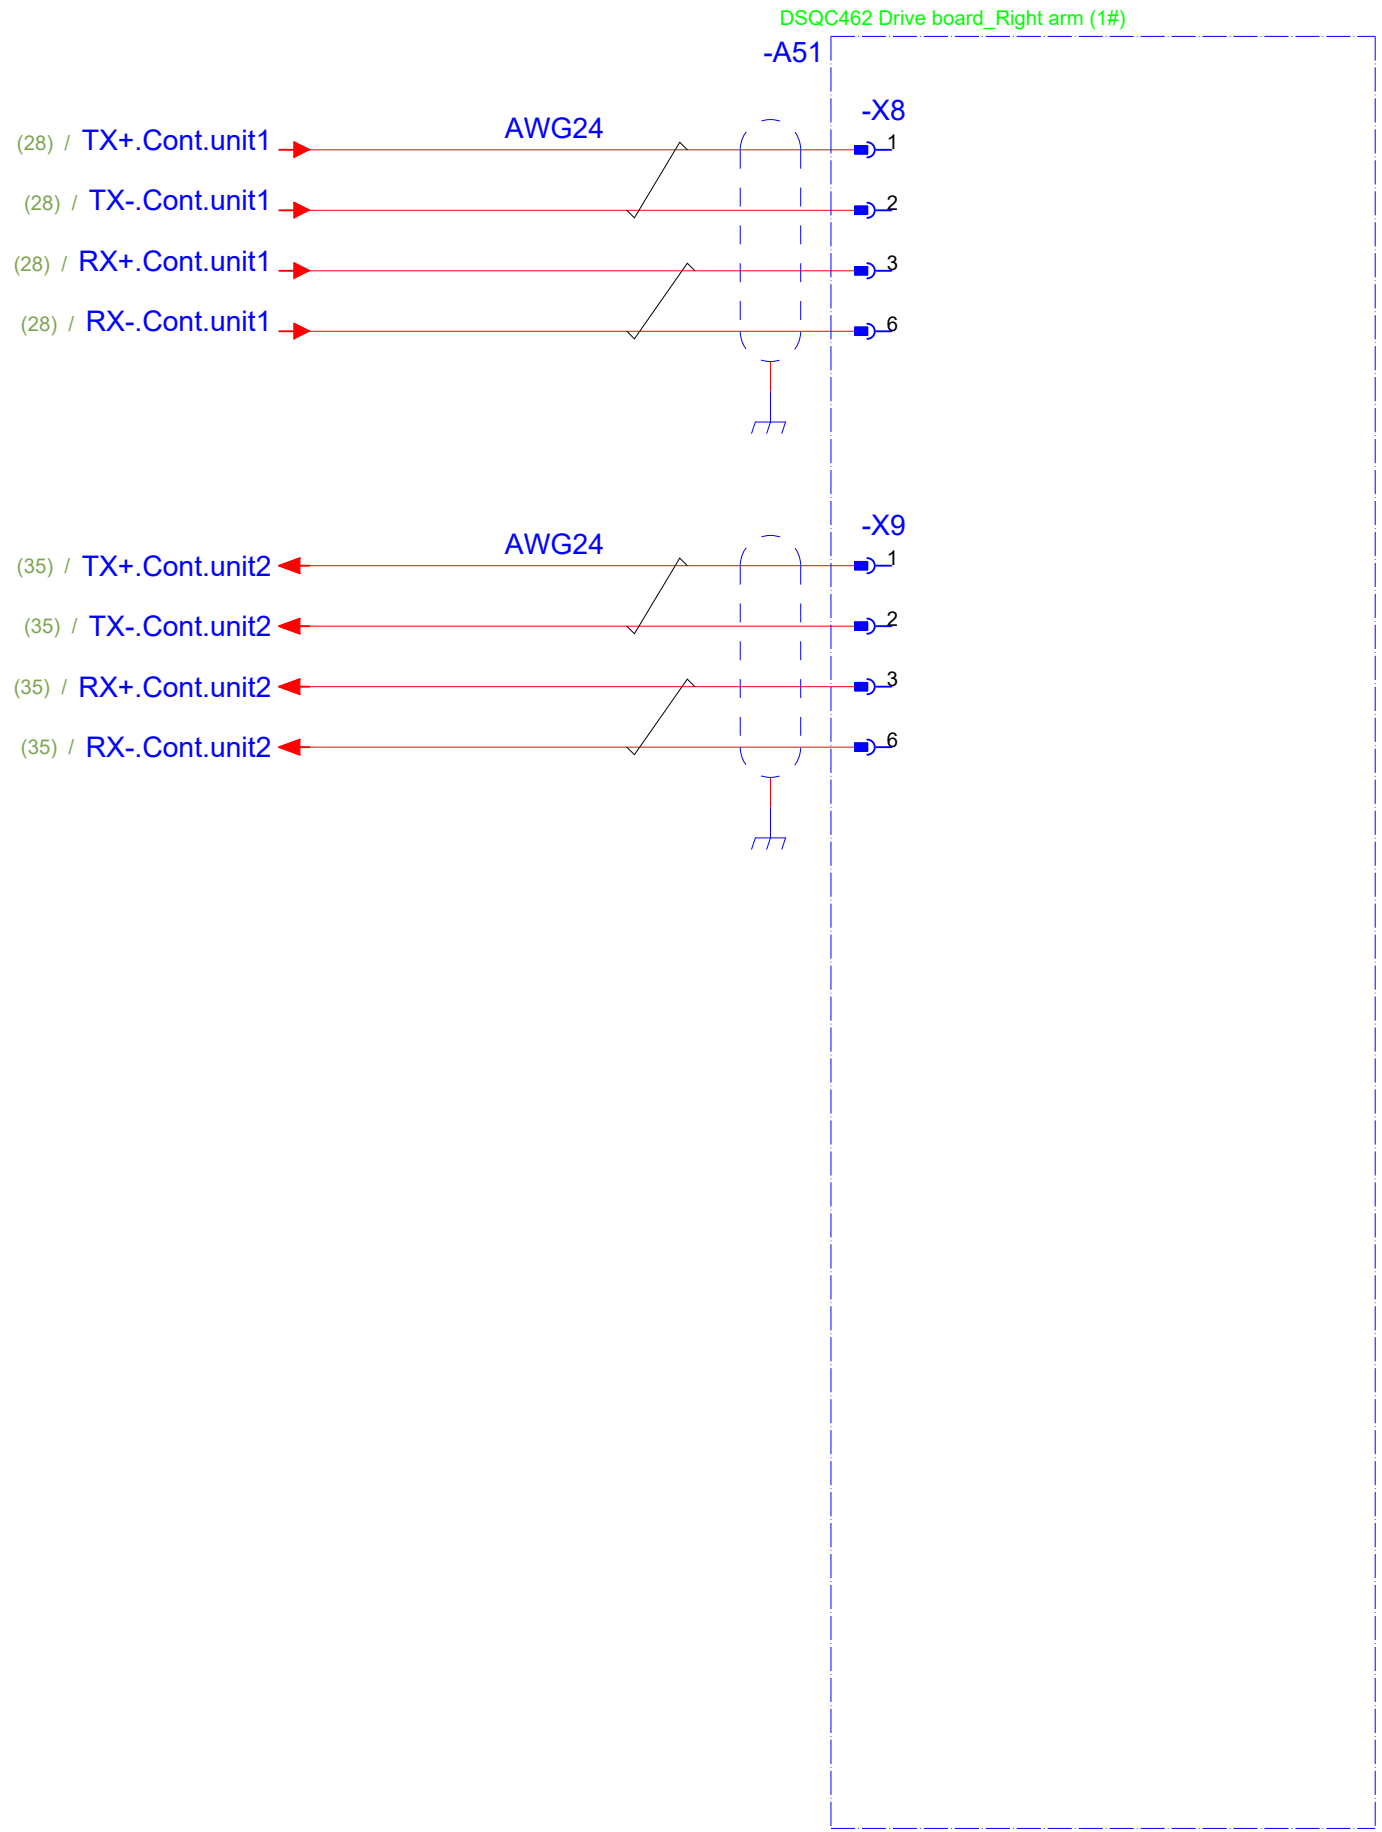 DSQC462 Drive board_Right arm (1#)
-A51
-X8
AWG24
(28) / TX+.Cont.unit1 1
(28) / TX-.Cont.unit1 2
(28) / RX+.Cont.unit1 3
(28) / RX-.Cont.unit1 6
-X9
AWG24
(35) / TX+.Cont.unit2 1
(35) / TX-.Cont.unit2 2
(35) / RX+.Cont.unit2 3
(35) / RX-.Cont.unit2 6